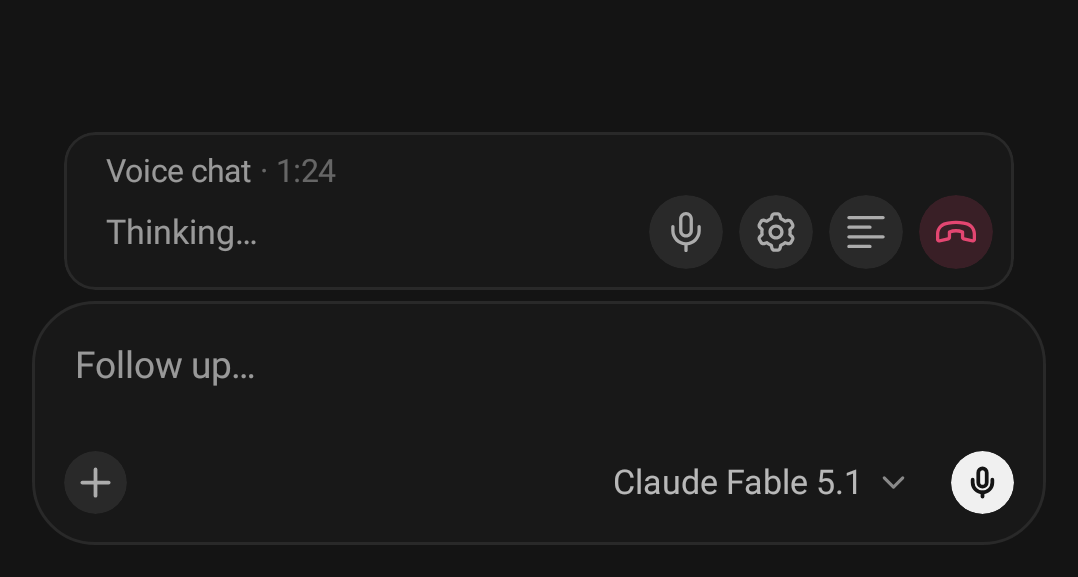 Voice chat · 1:24
Thinking…
Follow up…
Claude Fable 5.1